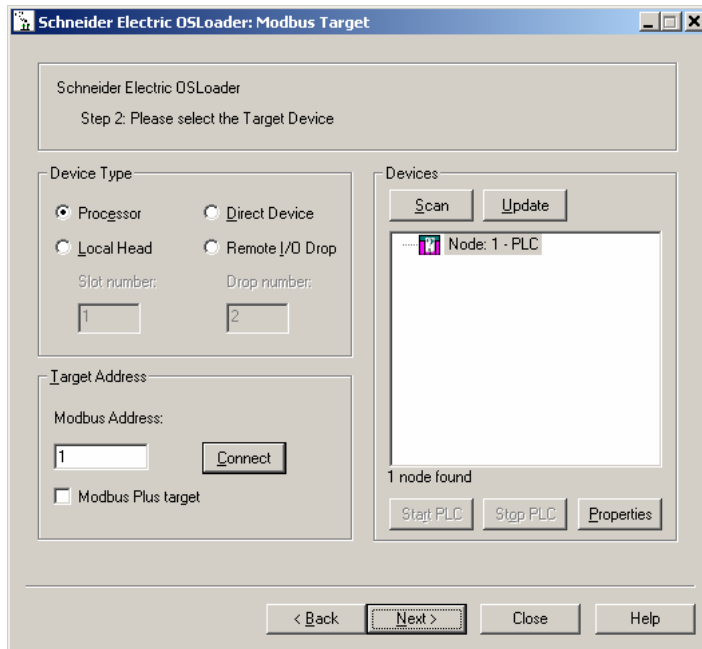 Schneider Electric OSLoader: Modbus Target
Schneider Electric OSLoader
Step 2: Please select the Target Device
Device Type
Processor
Direct Device
Local Head
Remote I/O Drop
Slot number:
Drop number:
1
2
Target Address
Modbus Address:
1
Connect
Modbus Plus target
Devices
Scan
Update
Node: 1 - PLC
1 node found
Start PLC
Stop PLC
Properties
< Back
Next >
Close
Help